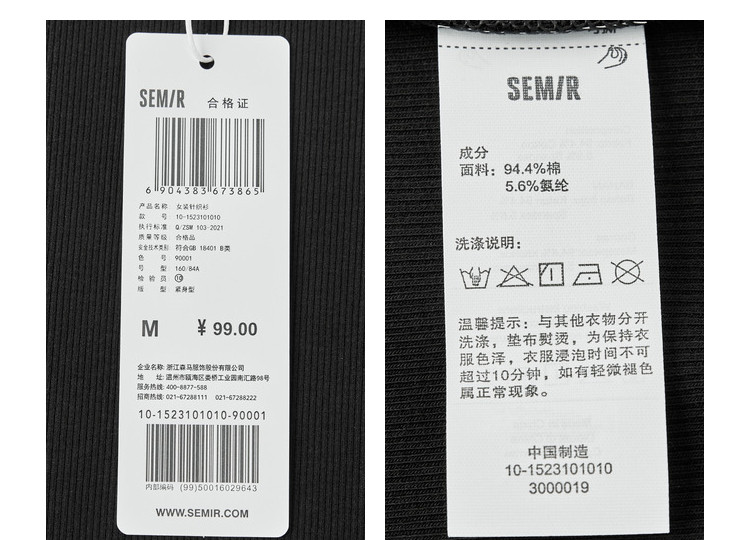 SEMIR 合格证
6 904383 673865
产品名称 女装针织衫
款 号 10-1523101010
执行标准 Q/ZSM 103-2021
质量等级 合格品
安全技术类别 符合GB 18401 B类
色 号 90001
号 型 160/84A
检 验 员 10
版 型 紧身型
M ¥ 99.00
企业名称: 浙江森马服饰股份有限公司
地 址: 温州市瓯海区娄桥工业园南汇路98号
服务热线: 400-8877-588
招商热线: 021-67288111 021-67288222
10-1523101010-90001
内部编码 (99)50016029643
WWW.SEMIR.COM
SEMIR
成分
面料: 94.4%棉
5.6%氨纶
洗涤说明:
温馨提示: 与其他衣物分开
洗涤, 垫布熨烫, 为保持衣
服色泽, 衣服浸泡时间不可
超过10分钟, 如有轻微褪色
属正常现象。
中国制造
10-1523101010
3000019